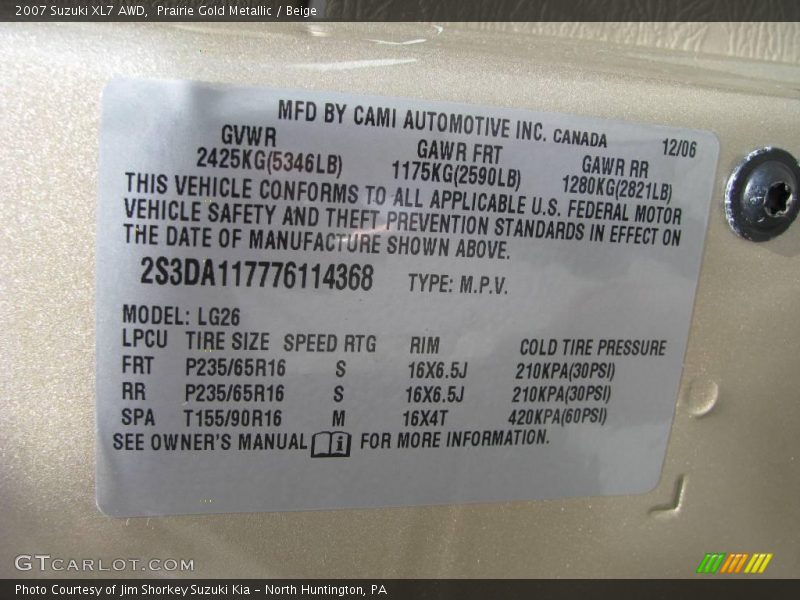 2007 Suzuki XL7 AWD,  Prairie Gold Metallic / Beige
MFD BY CAMI AUTOMOTIVE INC. CANADA 12/06
GVWR GAWR FRT GAWR RR
2425KG(5346LB) 1175KG(2590LB) 1280KG(2821LB)
THIS VEHICLE CONFORMS TO ALL APPLICABLE U.S. FEDERAL MOTOR
VEHICLE SAFETY AND THEFT PREVENTION STANDARDS IN EFFECT ON
THE DATE OF MANUFACTURE SHOWN ABOVE.
2S3DA117776114368 TYPE: M.P.V.
MODEL: LG26
LPCU TIRE SIZE SPEED RTG RIM COLD TIRE PRESSURE
FRT P235/65R16 S 16X6.5J 210KPA(30PSI)
RR P235/65R16 S 16X6.5J 210KPA(30PSI)
SPA T155/90R16 M 16X4T 420KPA(60PSI)
SEE OWNER'S MANUAL i FOR MORE INFORMATION.
GTCARLOT.COM
Photo Courtesy of Jim Shorkey Suzuki Kia – North Huntington, PA